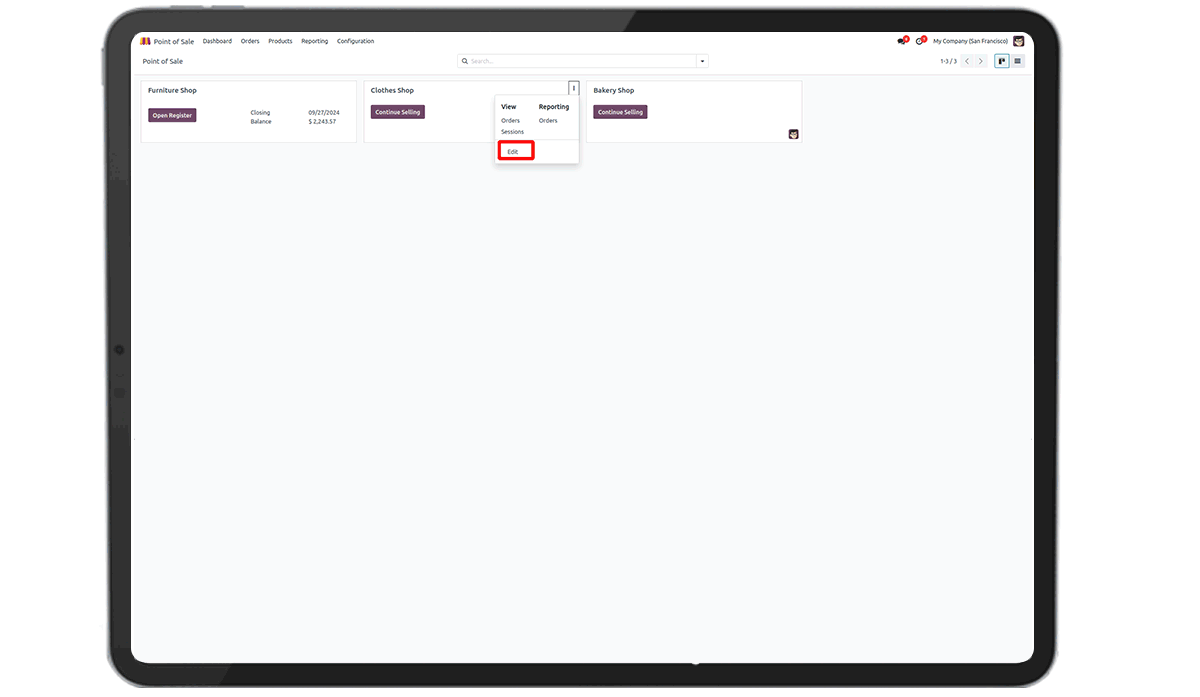 Point of Sale Dashboard Orders Products Reporting Configuration My Company (San Francisco)
Point of Sale Search... 1-3 / 3
Furniture Shop
Open Register
Closing 09/27/2024
Balance $ 2,243.57
Clothes Shop
Continue Selling
View Reporting
Orders Orders
Sessions
Edit
Bakery Shop
Continue Selling